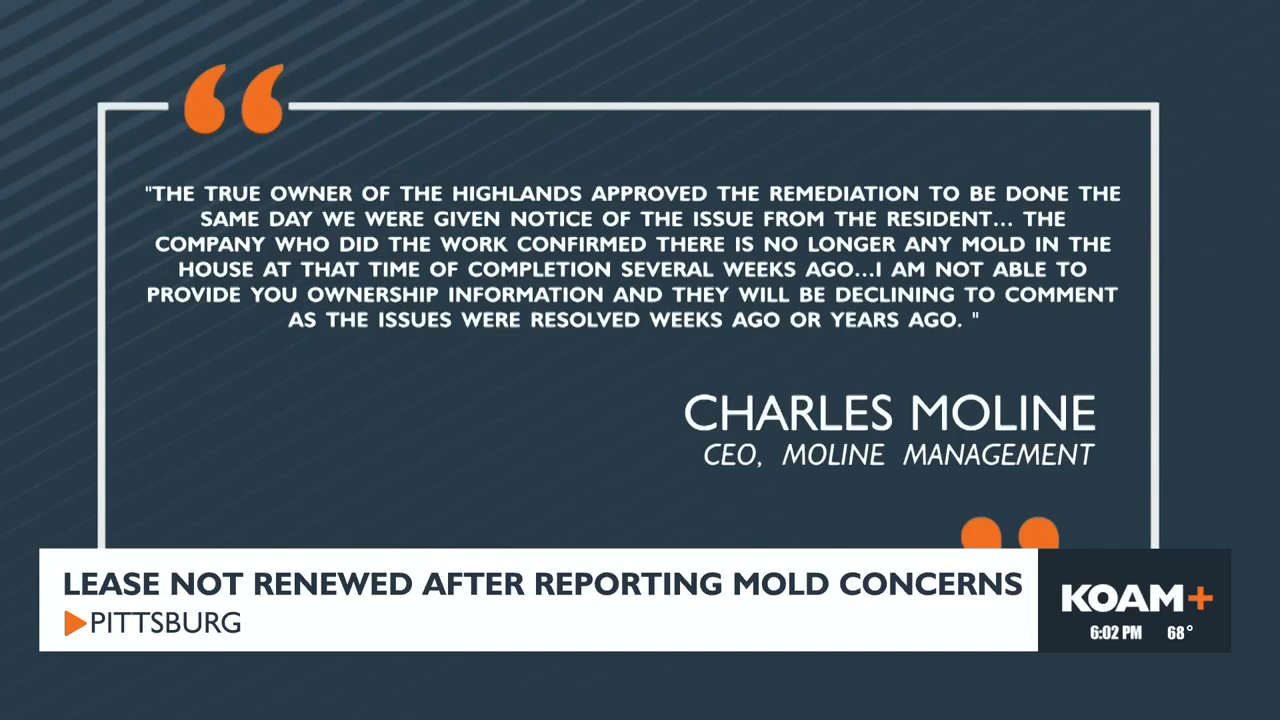 "THE TRUE OWNER OF THE HIGHLANDS APPROVED THE REMEDIATION TO BE DONE THE
SAME DAY WE WERE GIVEN NOTICE OF THE ISSUE FROM THE RESIDENT... THE
COMPANY WHO DID THE WORK CONFIRMED THERE IS NO LONGER ANY MOLD IN THE
HOUSE AT THAT TIME OF COMPLETION SEVERAL WEEKS AGO...I AM NOT ABLE TO
PROVIDE YOU OWNERSHIP INFORMATION AND THEY WILL BE DECLINING TO COMMENT
AS THE ISSUES WERE RESOLVED WEEKS AGO OR YEARS AGO. "
CHARLES MOLINE
CEO, MOLINE MANAGEMENT
LEASE NOT RENEWED AFTER REPORTING MOLD CONCERNS
PITTSBURG
KOAM+
6:02 PM 68°